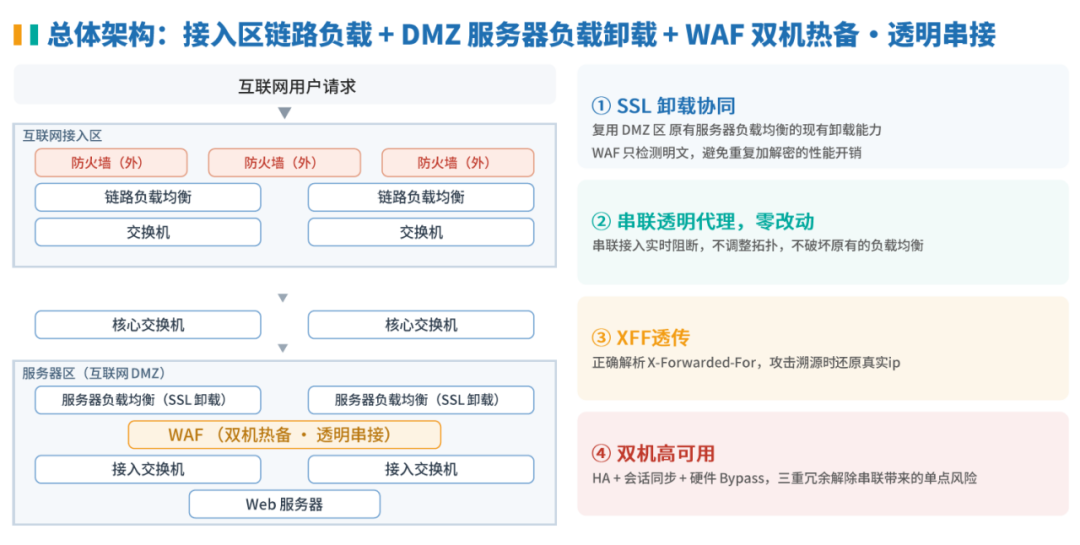 总体架构：接入区链路负载 + DMZ 服务器负载卸载 + WAF 双机热备·透明串接
互联网用户请求
互联网接入区
防火墙（外）
防火墙（外）
防火墙（外）
链路负载均衡
链路负载均衡
交换机
交换机
核心交换机
核心交换机
服务器区（互联网 DMZ）
服务器负载均衡（SSL 卸载）
服务器负载均衡（SSL 卸载）
WAF （双机热备 · 透明串接）
接入交换机
接入交换机
Web 服务器
① SSL 卸载协同
复用 DMZ 区 原有服务器负载均衡的现有卸载能力
WAF 只检测明文，避免重复加解密的性能开销
② 串联透明代理，零改动
串联接入实时阻断，不调整拓扑，不破坏原有的负载均衡
③ XFF透传
正确解析 X-Forwarded-For，攻击溯源时还原真实ip
④ 双机高可用
HA + 会话同步 + 硬件 Bypass，三重冗余解除串联带来的单点风险